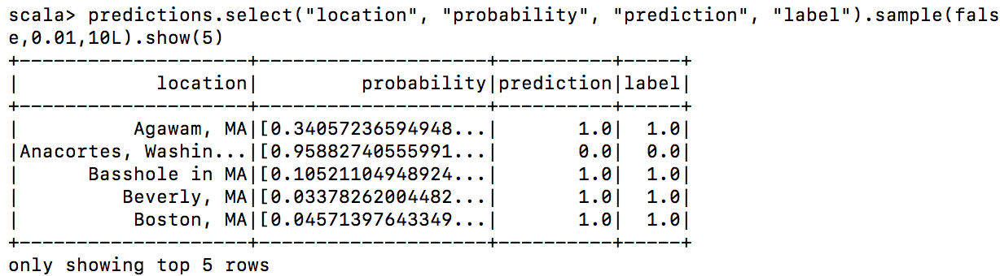 scala> predictions.select("location", "probability", "prediction", "label").sample(fals
e,0.01,10L).show(5)
+--------------------+--------------------+----------+-----+
|            location|         probability|prediction|label|
+--------------------+--------------------+----------+-----+
|          Agawam, MA|[0.34057236594948...|       1.0|  1.0|
|Anacortes, Washin...|[0.95882740555991...|       0.0|  0.0|
|      Basshole in MA|[0.10521104948924...|       1.0|  1.0|
|         Beverly, MA|[0.03378262004482...|       1.0|  1.0|
|          Boston, MA|[0.04571397643349...|       1.0|  1.0|
+--------------------+--------------------+----------+-----+
only showing top 5 rows